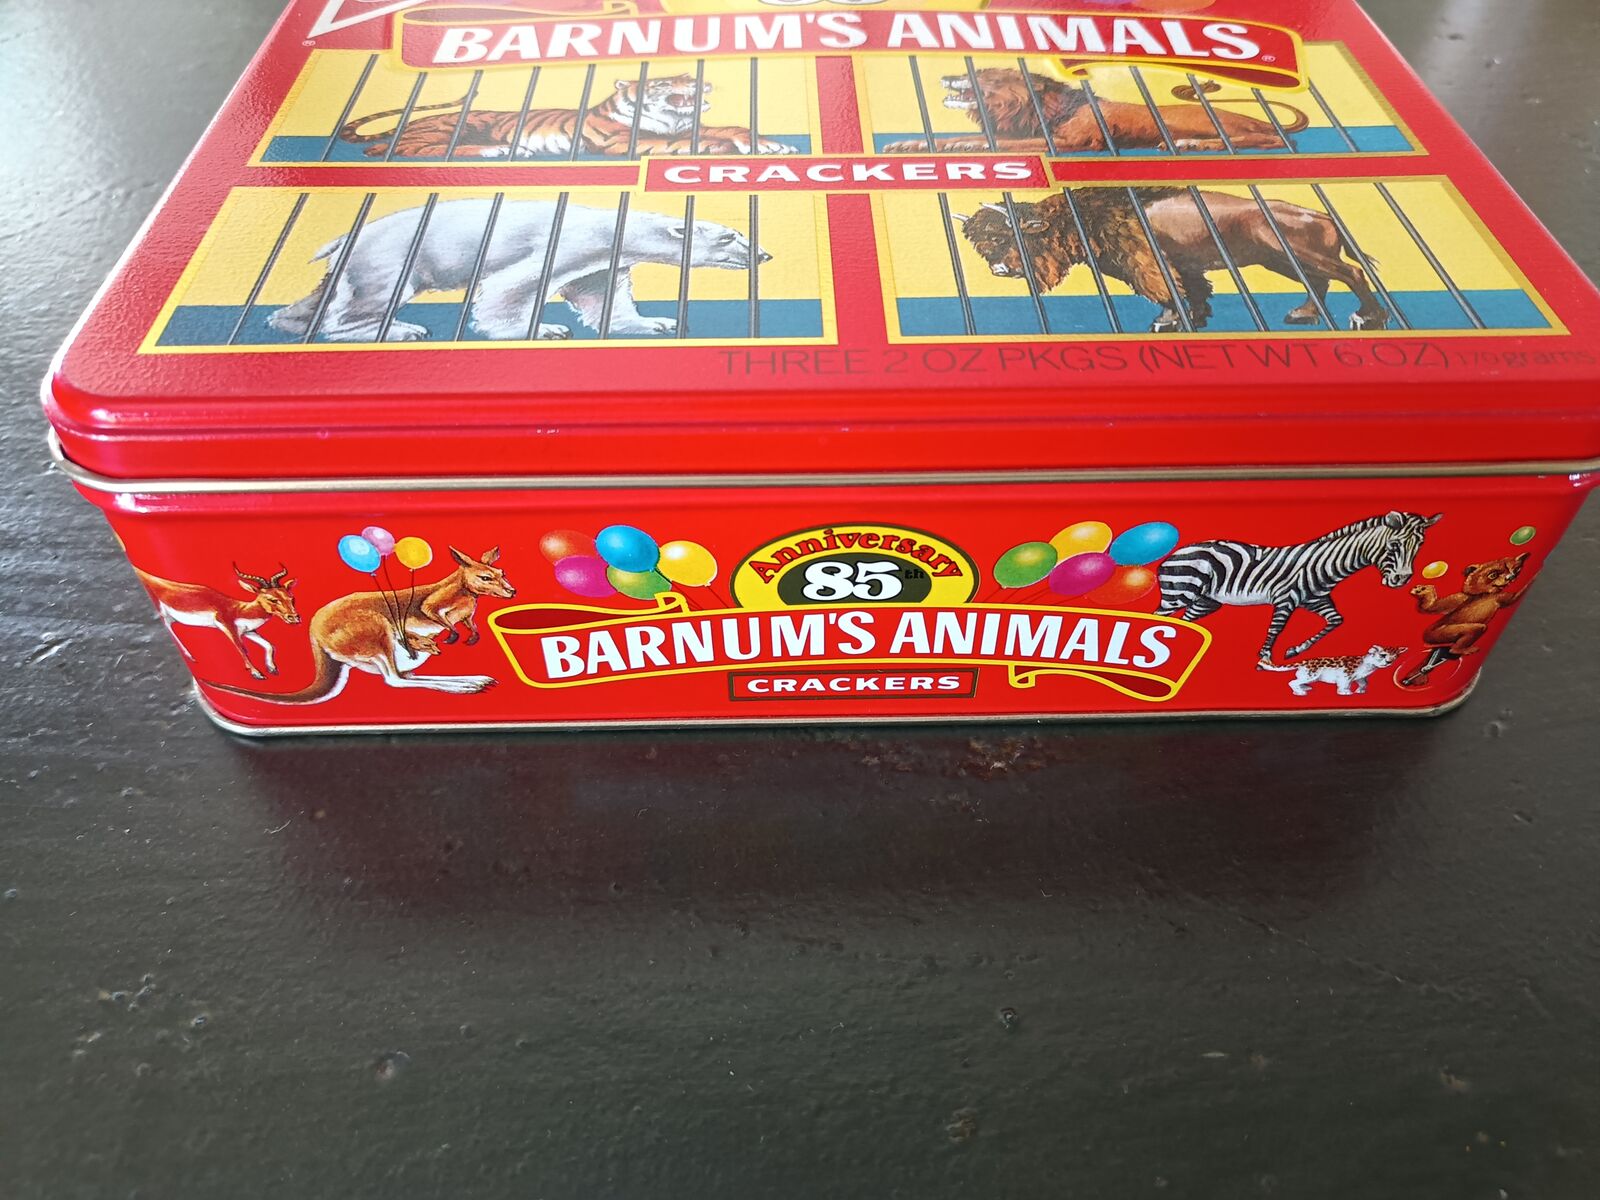 BARNUM'S ANIMALS®
CRACKERS
THREE 2 OZ PKGS (NET WT 6 OZ) 170 grams
Anniversary
85th
BARNUM'S ANIMALS
CRACKERS